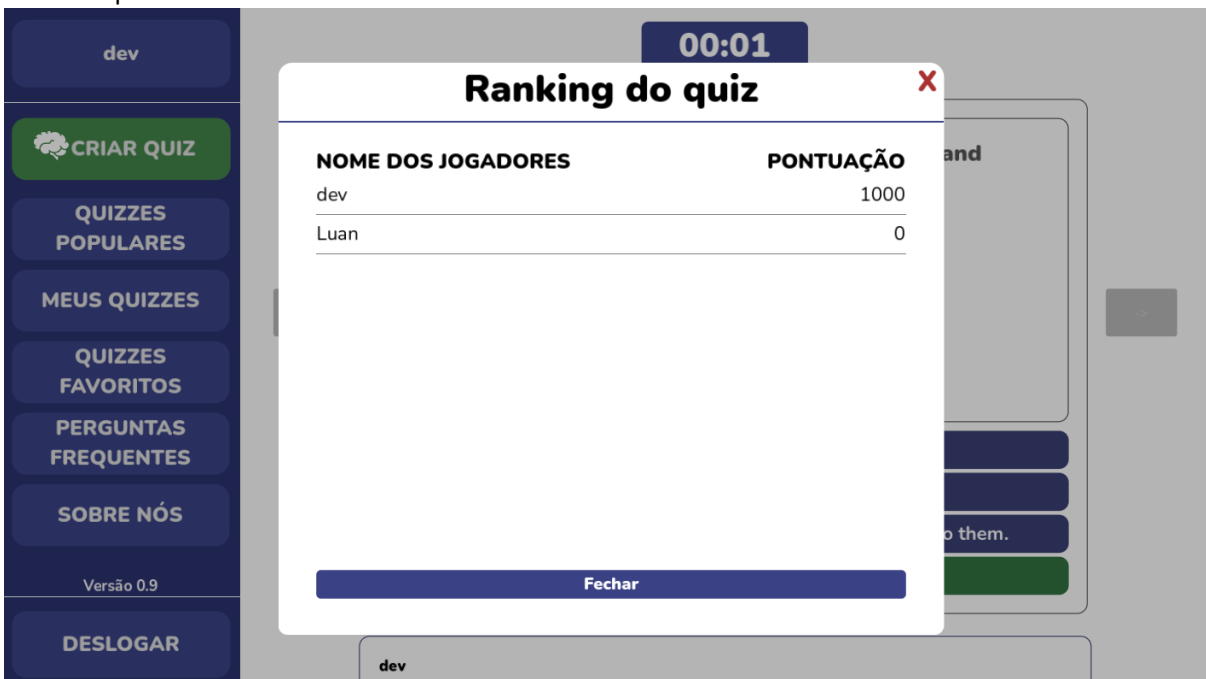 dev
CRIAR QUIZ
QUIZZES
POPULARES
MEUS QUIZZES
QUIZZES
FAVORITOS
PERGUNTAS
FREQUENTES
SOBRE NÓS
Versão 0.9
DESLOGAR
00:01
Ranking do quiz
X
NOME DOS JOGADORES PONTUAÇÃO
dev 1000
Luan 0
Fechar
and
->
o them.
dev